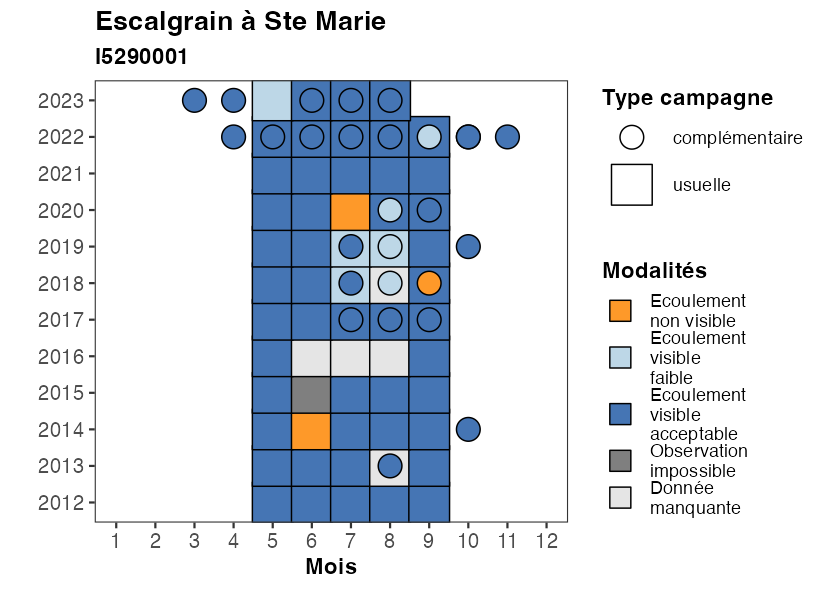 Escalgrain à Ste Marie
I5290001
2023
2022
2021
2020
2019
2018
2017
2016
2015
2014
2013
2012
1 2 3 4 5 6 7 8 9 10 11 12
Mois
Type campagne
complémentaire
usuelle
Modalités
Ecoulement
non visible
Ecoulement
visible
faible
Ecoulement
visible
acceptable
Observation
impossible
Donnée
manquante